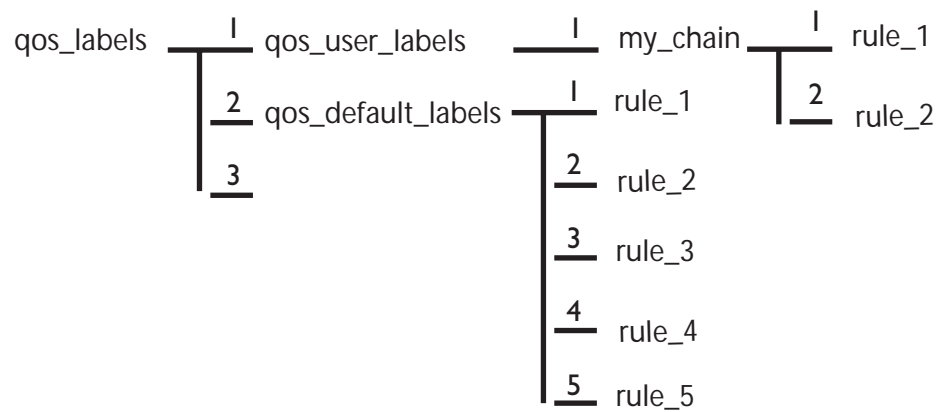 1 1 1
qos_labels qos_user_labels my_chain rule_1
2 qos_default_labels 1 rule_1 2 rule_2
3 2 rule_2
3 rule_3
4 rule_4
5 rule_5